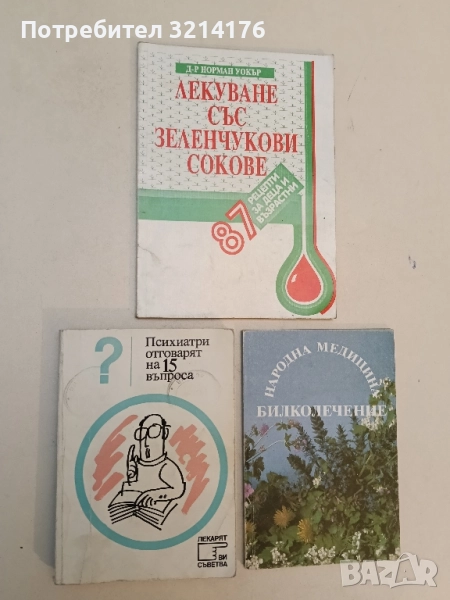 Потребител 3214176
Д-Р НОРМАН УОКЪР
ЛЕКУВАНЕ
СЪС
ЗЕЛЕНЧУКОВИ
СОКОВЕ
87 РЕЦЕПТИ
ЗА ДЕЦА И
ВЪЗРАСТНИ
?
Психиатри
отговарят
на 15
въпроса
ЛЕКАРЯТ
ВИ
СЪВЕТВА
НАРОДНА МЕДИЦИНА
БИЛКОЛЕЧЕНИЕ
BAZAR